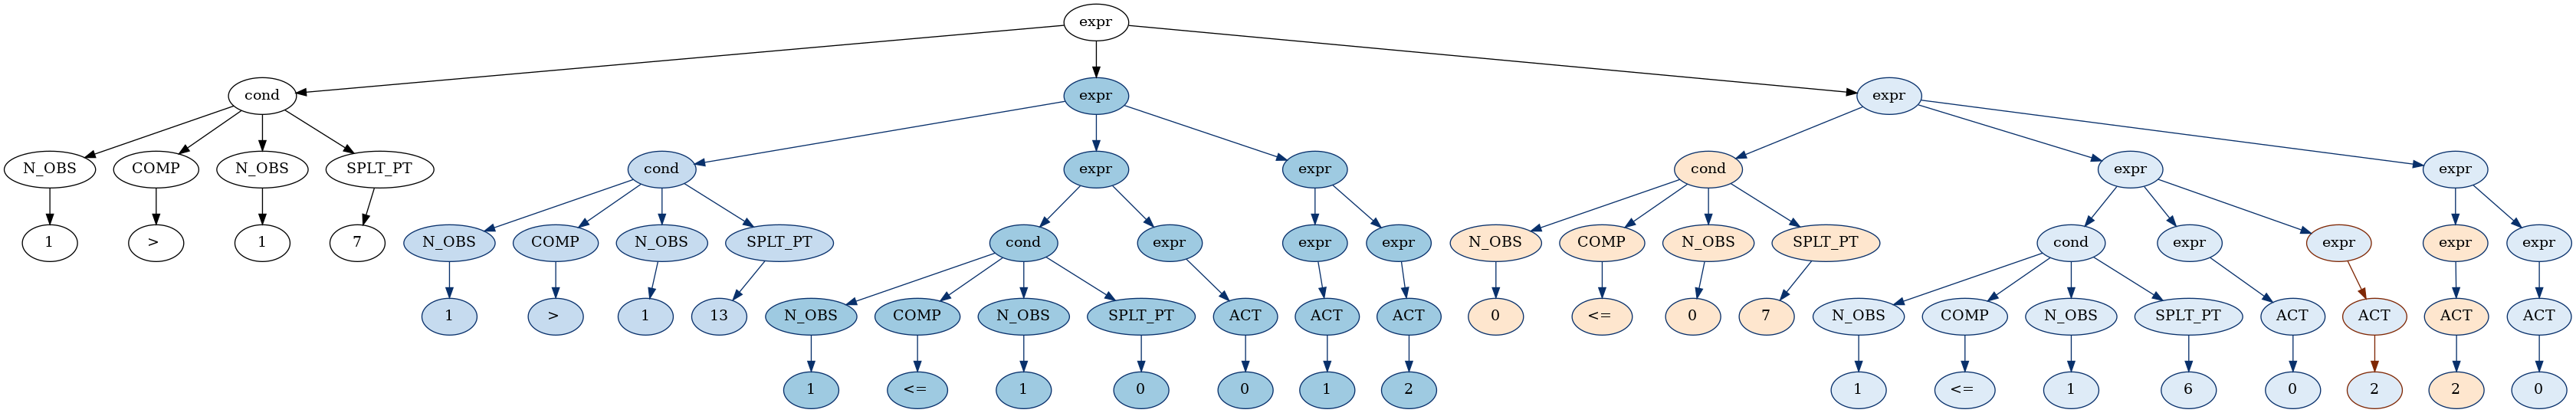 expr
cond expr expr
N_OBS COMP N_OBS SPLT_PT cond expr expr cond expr expr
1 > 1 7 N_OBS COMP N_OBS SPLT_PT cond expr expr expr N_OBS COMP N_OBS SPLT_PT cond expr expr expr expr
1 > 1 13 N_OBS COMP N_OBS SPLT_PT ACT ACT ACT 0 <= 0 7 N_OBS COMP N_OBS SPLT_PT ACT ACT ACT ACT
1 <= 1 0 0 1 2 1 <= 1 6 0 2 2 0